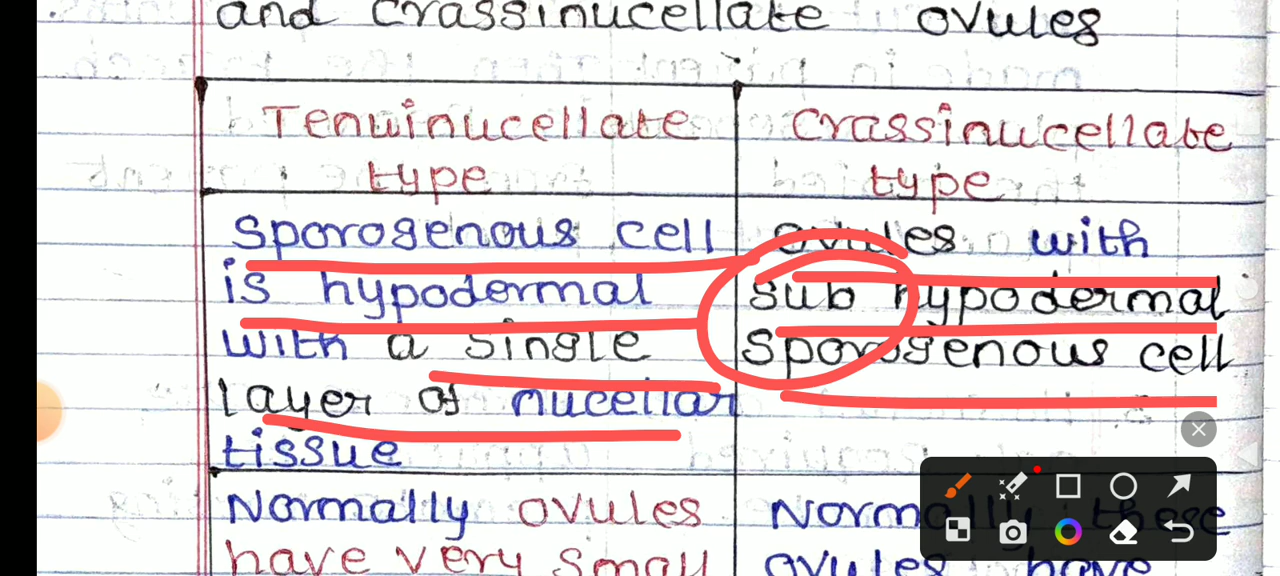 and Crassinucellate ovules
Tenuinucellate type
Crassinucellate type
Sporogenous cell
is hypodermal
with a single
layer of nucellar
tissue
ovules with
Sub hypodermal
Sporogenous cell
Normally ovules
have very small
Normally these
ovules have